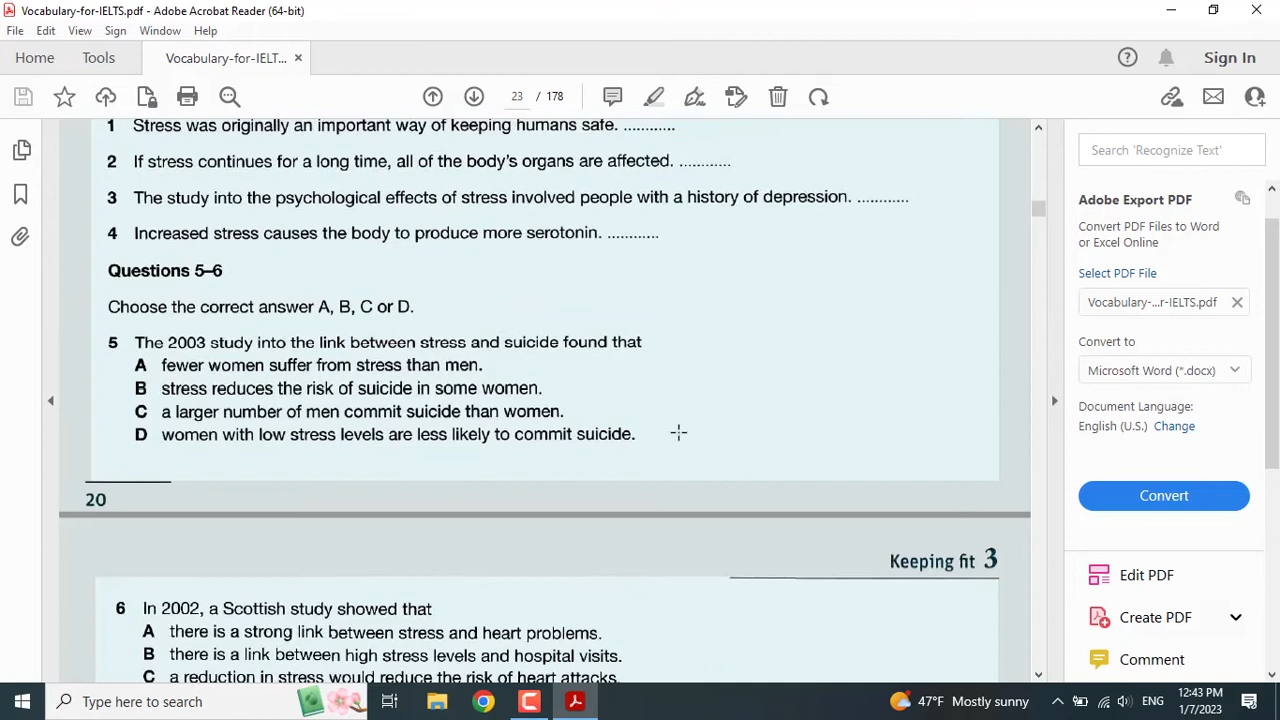 Vocabulary-for-IELTS.pdf - Adobe Acrobat Reader (64-bit)
File Edit View Sign Window Help
Home Tools Vocabulary-for-IELT... × Sign In
23 / 178
1 Stress was originally an important way of keeping humans safe. ............
2 If stress continues for a long time, all of the body's organs are affected. ............
3 The study into the psychological effects of stress involved people with a history of depression. ............
4 Increased stress causes the body to produce more serotonin. ............
Questions 5–6
Choose the correct answer A, B, C or D.
5 The 2003 study into the link between stress and suicide found that
A fewer women suffer from stress than men.
B stress reduces the risk of suicide in some women.
C a larger number of men commit suicide than women.
D women with low stress levels are less likely to commit suicide.
20
Keeping fit 3
6 In 2002, a Scottish study showed that
A there is a strong link between stress and heart problems.
B there is a link between high stress levels and hospital visits.
C a reduction in stress would reduce the risk of heart attacks.
Search 'Recognize Text'
Adobe Export PDF
Convert PDF Files to Word
or Excel Online
Select PDF File
Vocabulary-...r-IELTS.pdf
Convert to
Microsoft Word (*.docx)
Document Language:
English (U.S.) Change
Convert
Edit PDF
Create PDF
Comment
Type here to search
47°F Mostly sunny
ENG
12:43 PM
1/7/2023